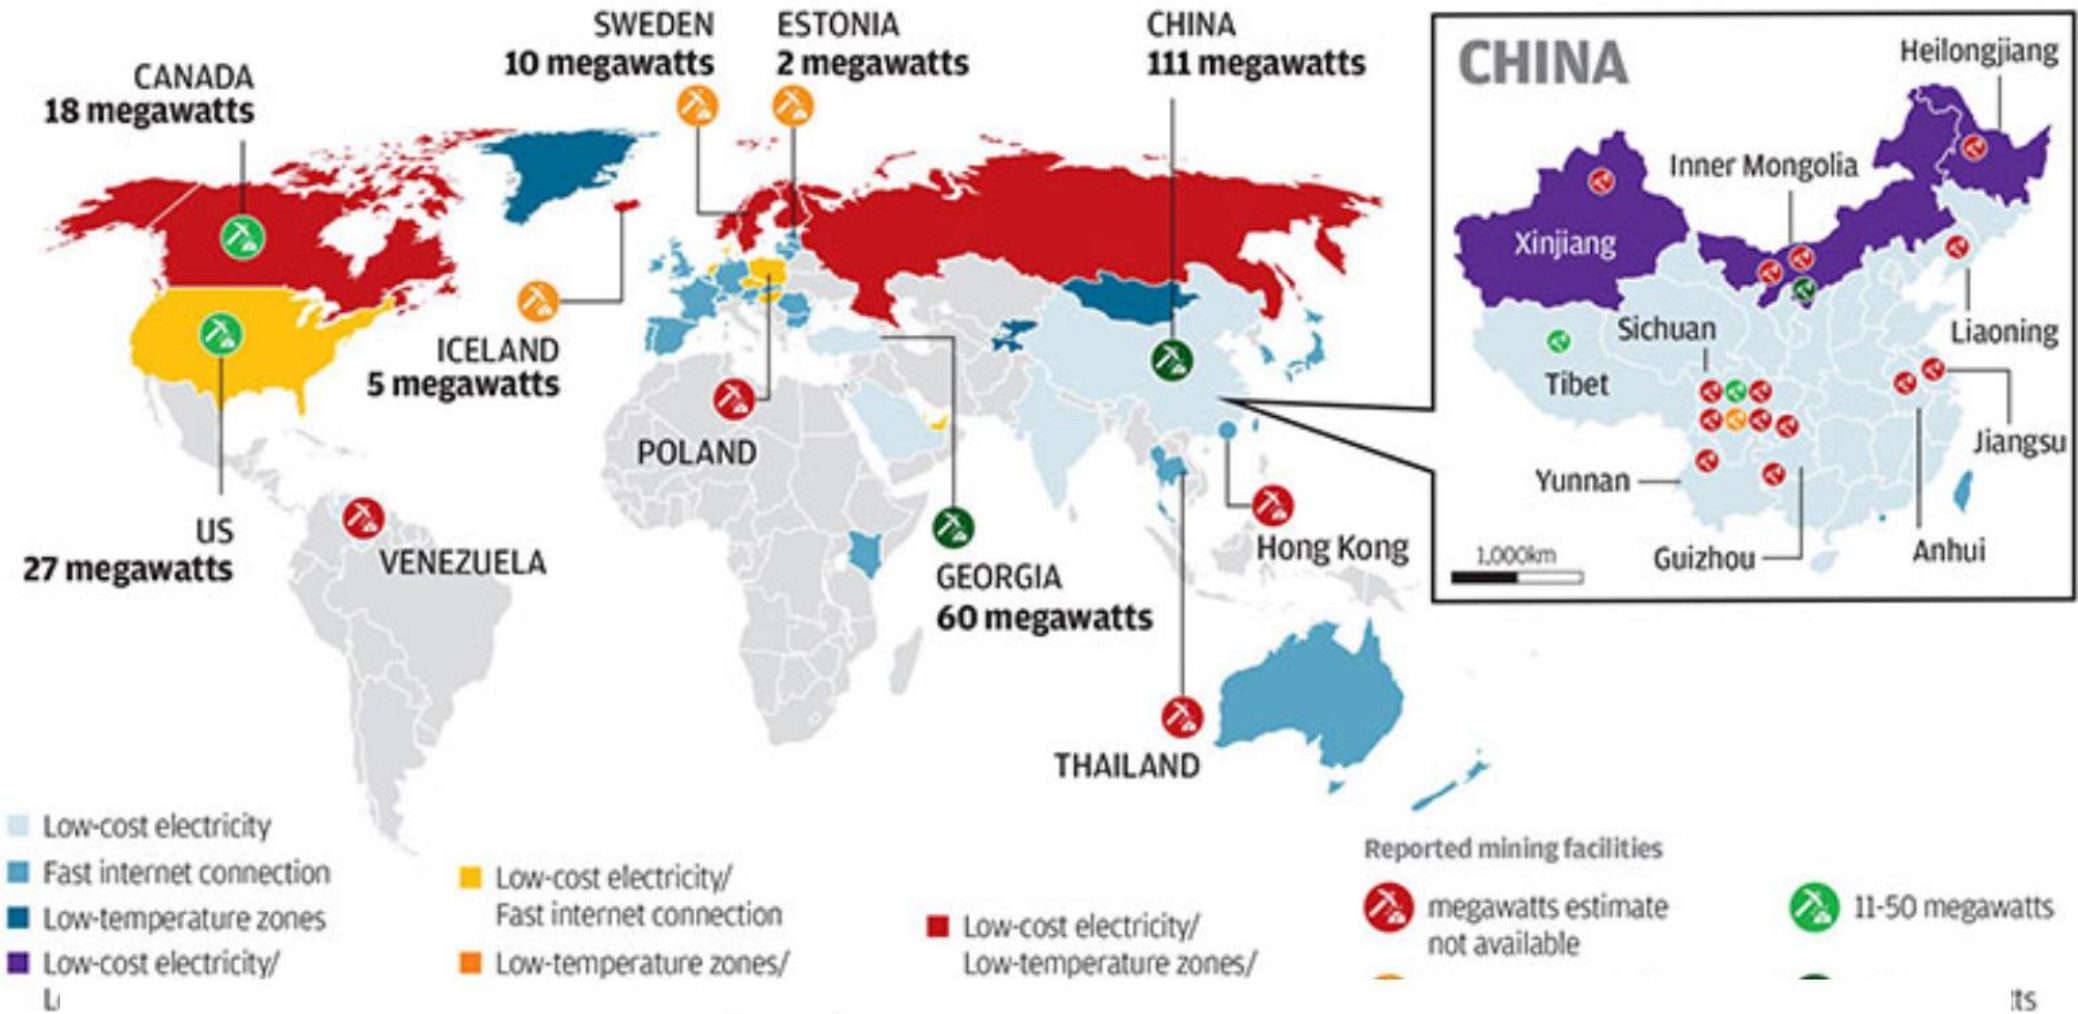 SWEDEN
10 megawatts
ESTONIA
2 megawatts
CHINA
111 megawatts
CANADA
18 megawatts
ICELAND
5 megawatts
POLAND
US
27 megawatts
VENEZUELA
GEORGIA
60 megawatts
Hong Kong
THAILAND
CHINA
Heilongjiang
Inner Mongolia
Xinjiang
Sichuan
Liaoning
Tibet
Jiangsu
Yunnan
Guizhou
Anhui
1,000km
Low-cost electricity
Fast internet connection
Low-temperature zones
Low-cost electricity/
Low-cost electricity/
Fast internet connection
Low-temperature zones/
Low-cost electricity/
Low-temperature zones/
Reported mining facilities
megawatts estimate
not available
11-50 megawatts